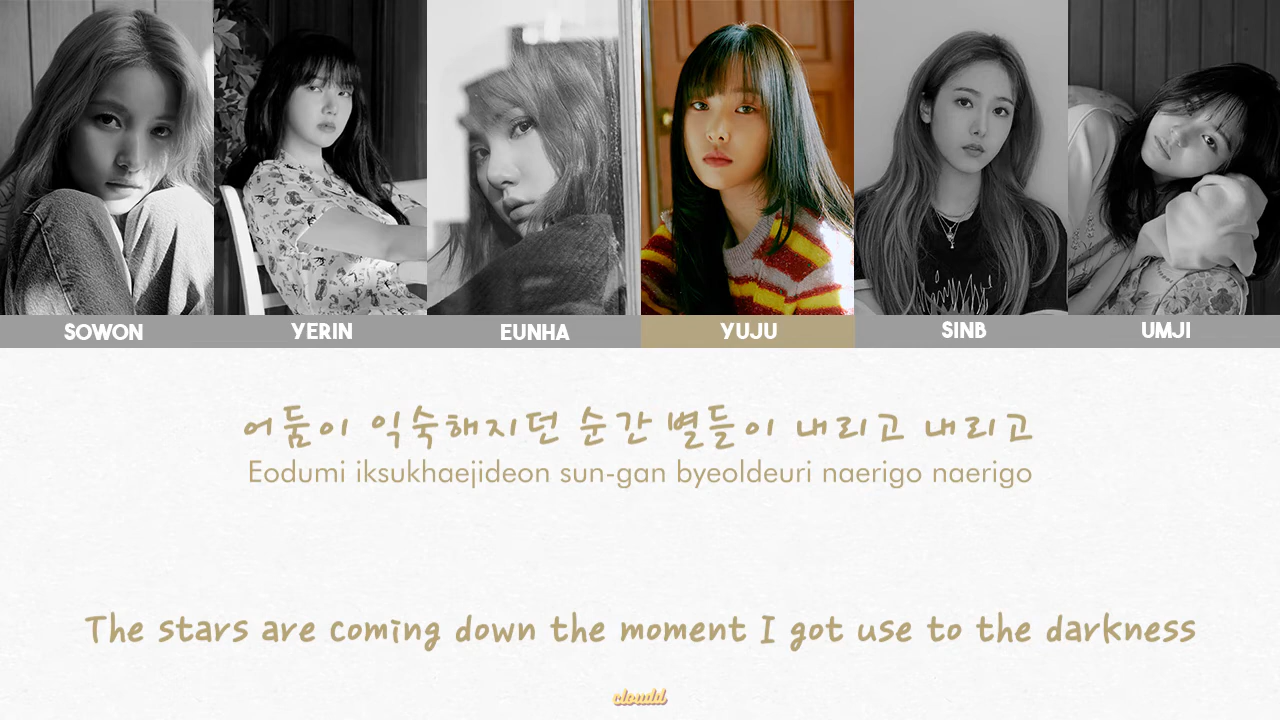 SOWON YERIN EUNHA YUJU SINB UMJI
어둠이 익숙해지던 순간 별들이 내리고 내리고
Eodumi iksukhaejideon sun-gan byeoldeuri naerigo naerigo
The stars are coming down the moment I got use to the darkness
cloudd